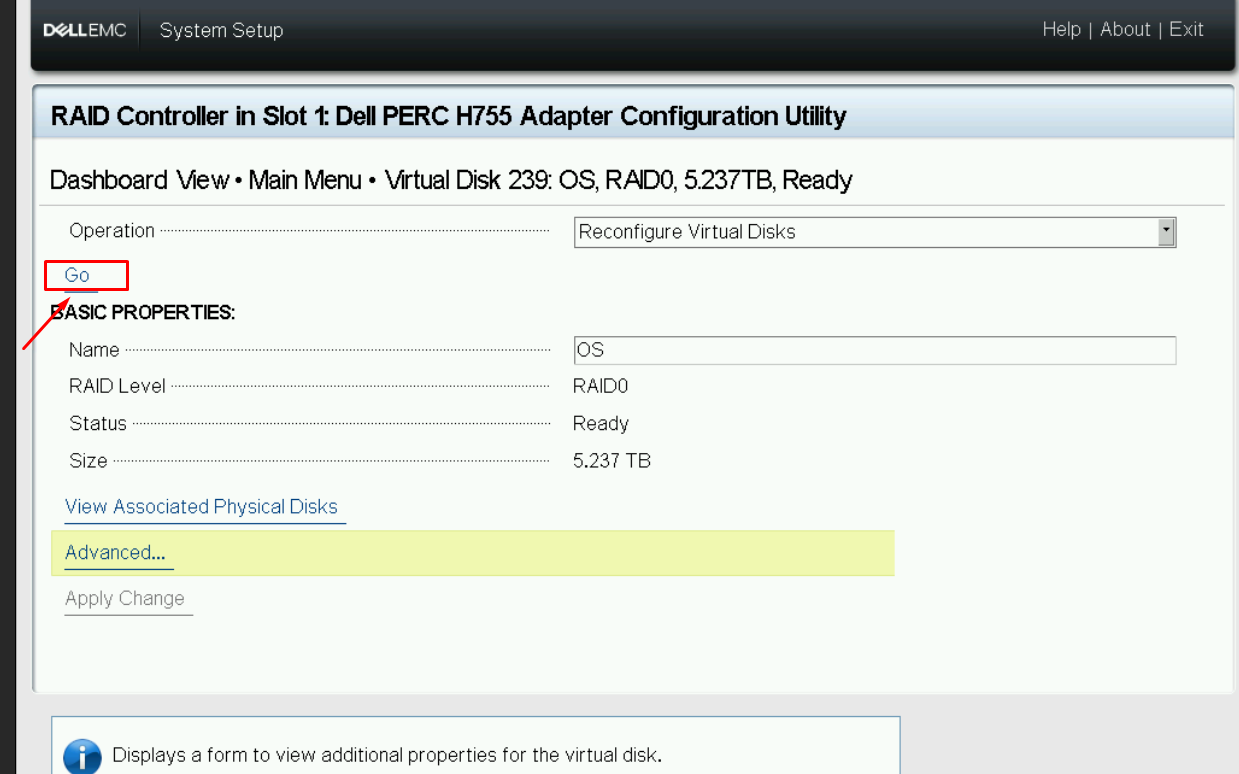 DELLEMC System Setup Help | About | Exit
RAID Controller in Slot 1: Dell PERC H755 Adapter Configuration Utility
Dashboard View • Main Menu • Virtual Disk 239: OS, RAID0, 5.237TB, Ready
Operation Reconfigure Virtual Disks
Go
BASIC PROPERTIES:
Name OS
RAID Level RAID0
Status Ready
Size 5.237 TB
View Associated Physical Disks
Advanced...
Apply Change
Displays a form to view additional properties for the virtual disk.